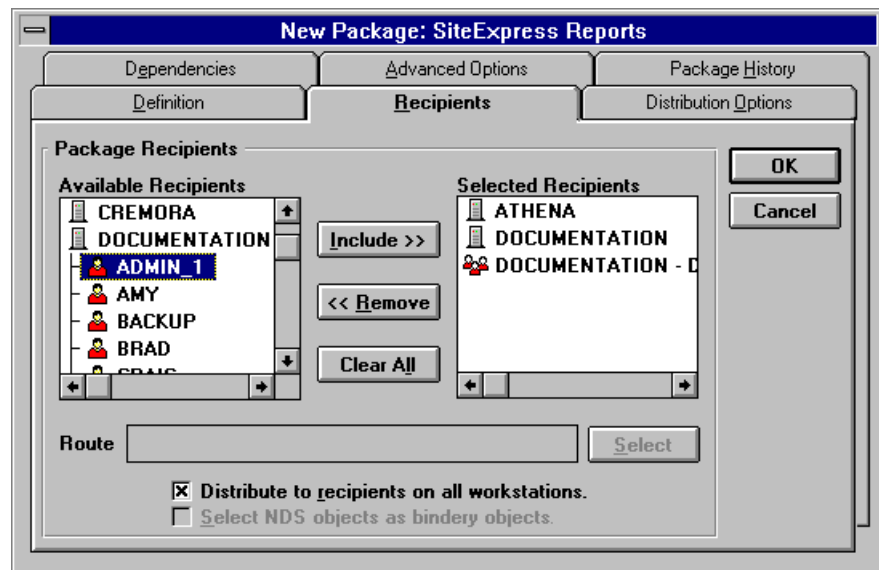 New Package: SiteExpress Reports
Dependencies
Advanced Options
Package History
Definition
Recipients
Distribution Options
Package Recipients
Available Recipients
CREMORA
DOCUMENTATION
ADMIN_1
AMY
BACKUP
BRAD
Include >>
<< Remove
Clear All
Selected Recipients
ATHENA
DOCUMENTATION
DOCUMENTATION - D
OK
Cancel
Route
Select
Distribute to recipients on all workstations.
Select NDS objects as bindery objects.